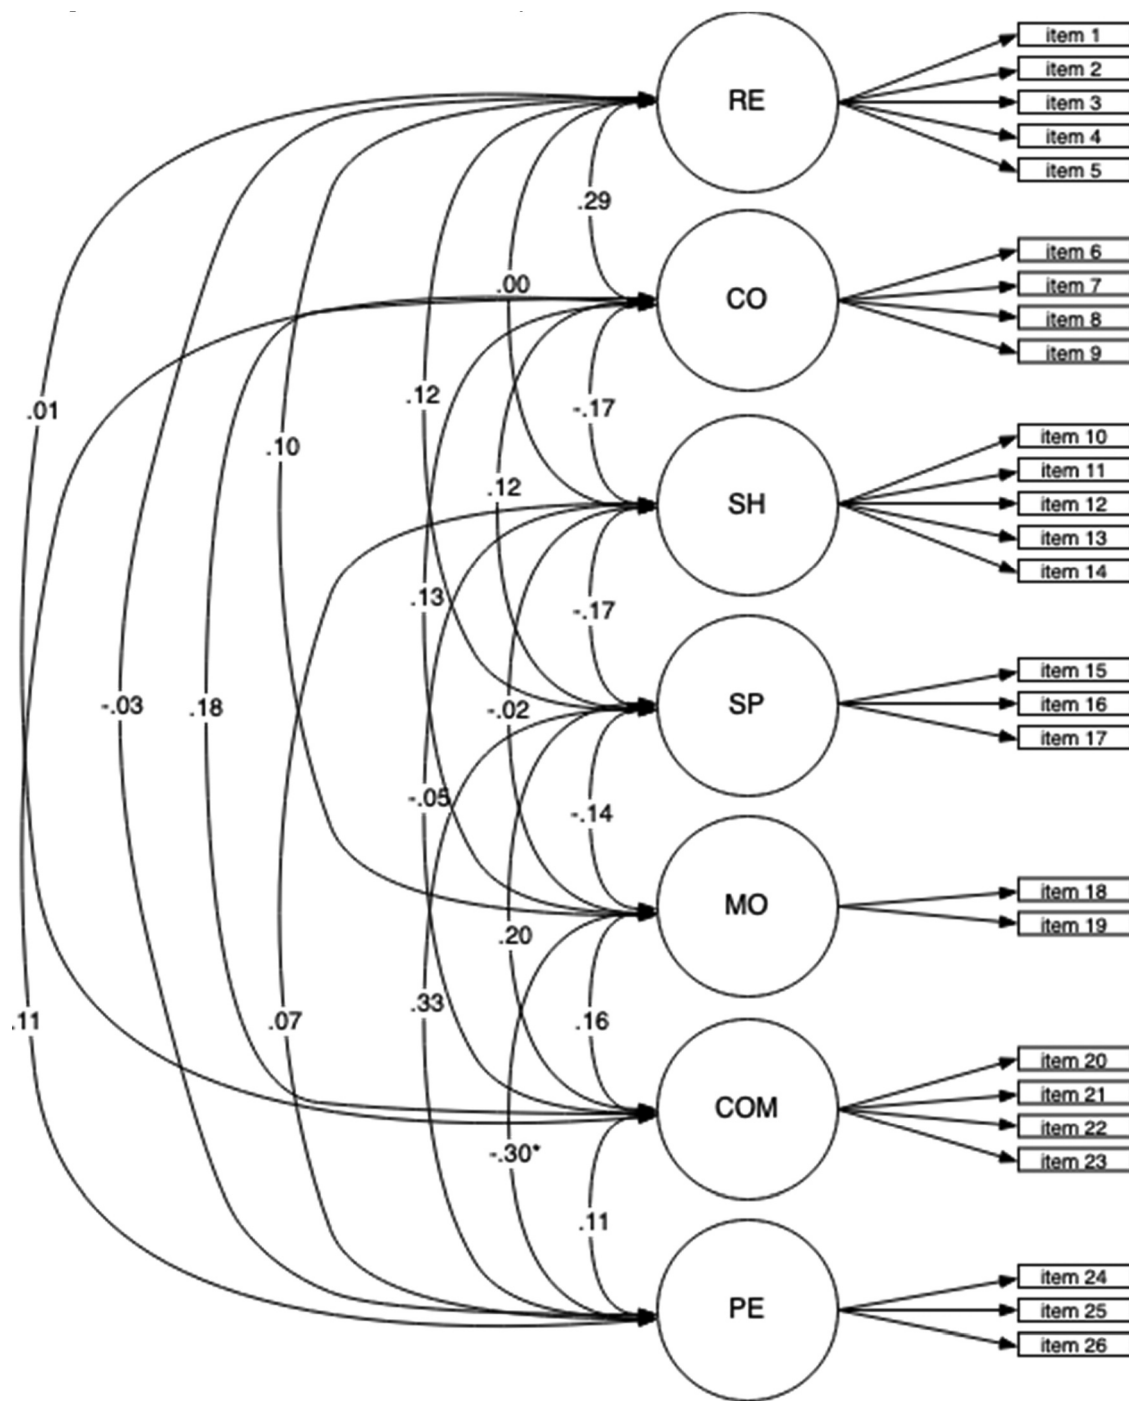 RE
item 1
item 2
item 3
item 4
item 5
.29
CO
item 6
item 7
item 8
item 9
.00
.12
-.17
.01
.10
SH
item 10
item 11
item 12
item 13
item 14
.12
.13
-.17
SP
item 15
item 16
item 17
-.03
.18
-.02
-.05
-.14
MO
item 18
item 19
.20
.33
.11
.07
.16
COM
item 20
item 21
item 22
item 23
-.30*
.11
PE
item 24
item 25
item 26